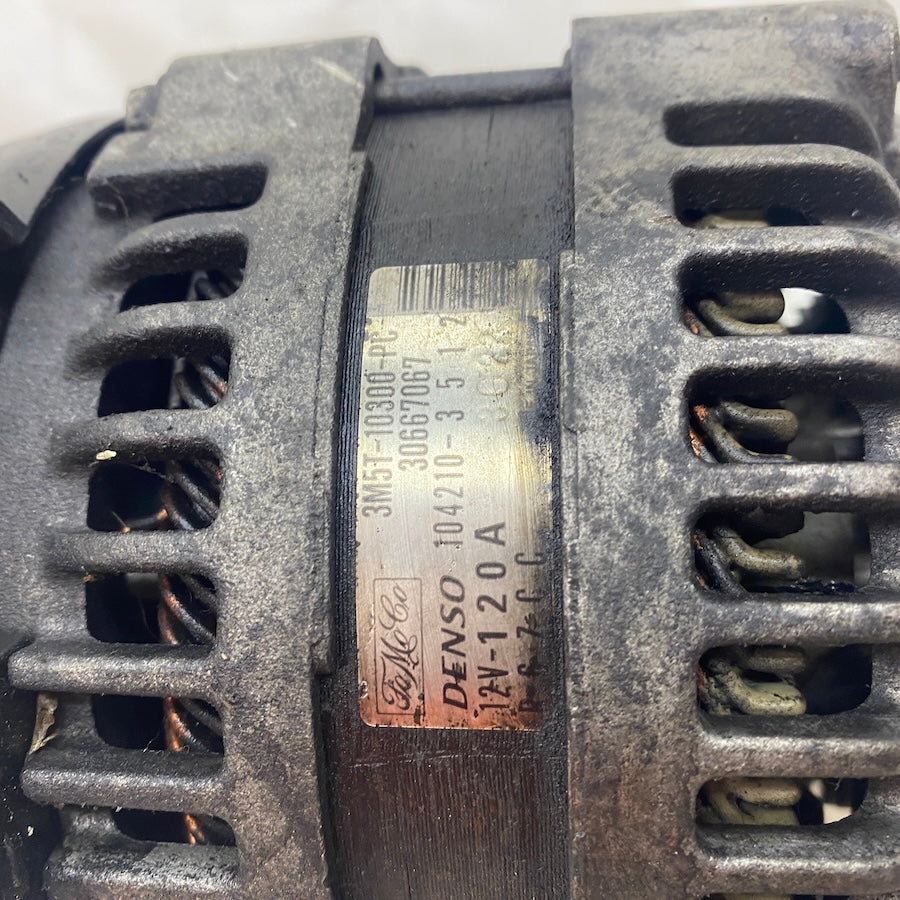 3M5T-10300-PC
30667067
FoMoCo
DENSO 104210-3512
12V-120A